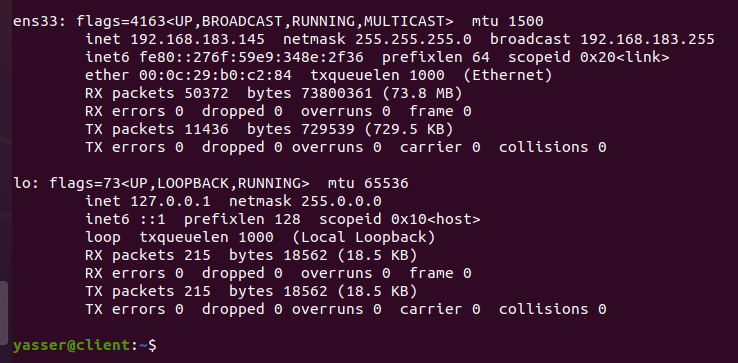 ens33: flags=4163<UP,BROADCAST,RUNNING,MULTICAST>  mtu 1500
        inet 192.168.183.145  netmask 255.255.255.0  broadcast 192.168.183.255
        inet6 fe80::276f:59e9:348e:2f36  prefixlen 64  scopeid 0x20<link>
        ether 00:0c:29:b0:c2:84  txqueuelen 1000  (Ethernet)
        RX packets 50372  bytes 73800361 (73.8 MB)
        RX errors 0  dropped 0  overruns 0  frame 0
        TX packets 11436  bytes 729539 (729.5 KB)
        TX errors 0  dropped 0 overruns 0  carrier 0  collisions 0

lo: flags=73<UP,LOOPBACK,RUNNING>  mtu 65536
        inet 127.0.0.1  netmask 255.0.0.0
        inet6 ::1  prefixlen 128  scopeid 0x10<host>
        loop  txqueuelen 1000  (Local Loopback)
        RX packets 215  bytes 18562 (18.5 KB)
        RX errors 0  dropped 0  overruns 0  frame 0
        TX packets 215  bytes 18562 (18.5 KB)
        TX errors 0  dropped 0 overruns 0  carrier 0  collisions 0

yasser@client:~$